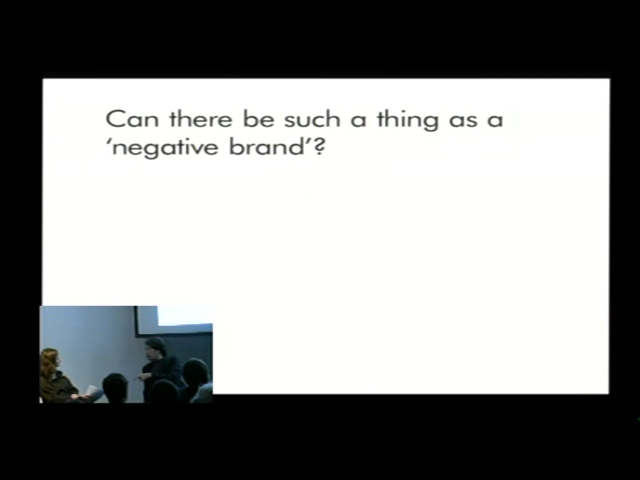 Can there be such a thing as a
‘negative brand’?